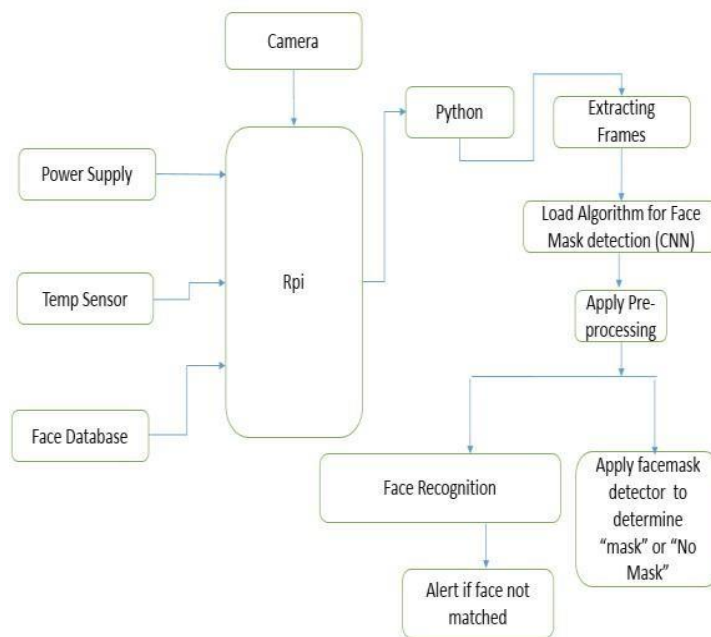 Camera
Python
Extracting
Frames
Power Supply
Load Algorithm for Face
Mask detection (CNN)
Rpi
Temp Sensor
Apply Pre-
processing
Face Database
Face Recognition
Apply facemask
detector to
determine
“mask” or “No
Mask”
Alert if face not
matched